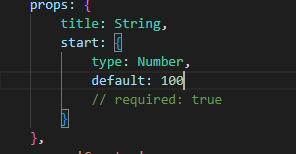 props: {
title: String,
start: {
type: Number,
default: 100
// required: true
}
},